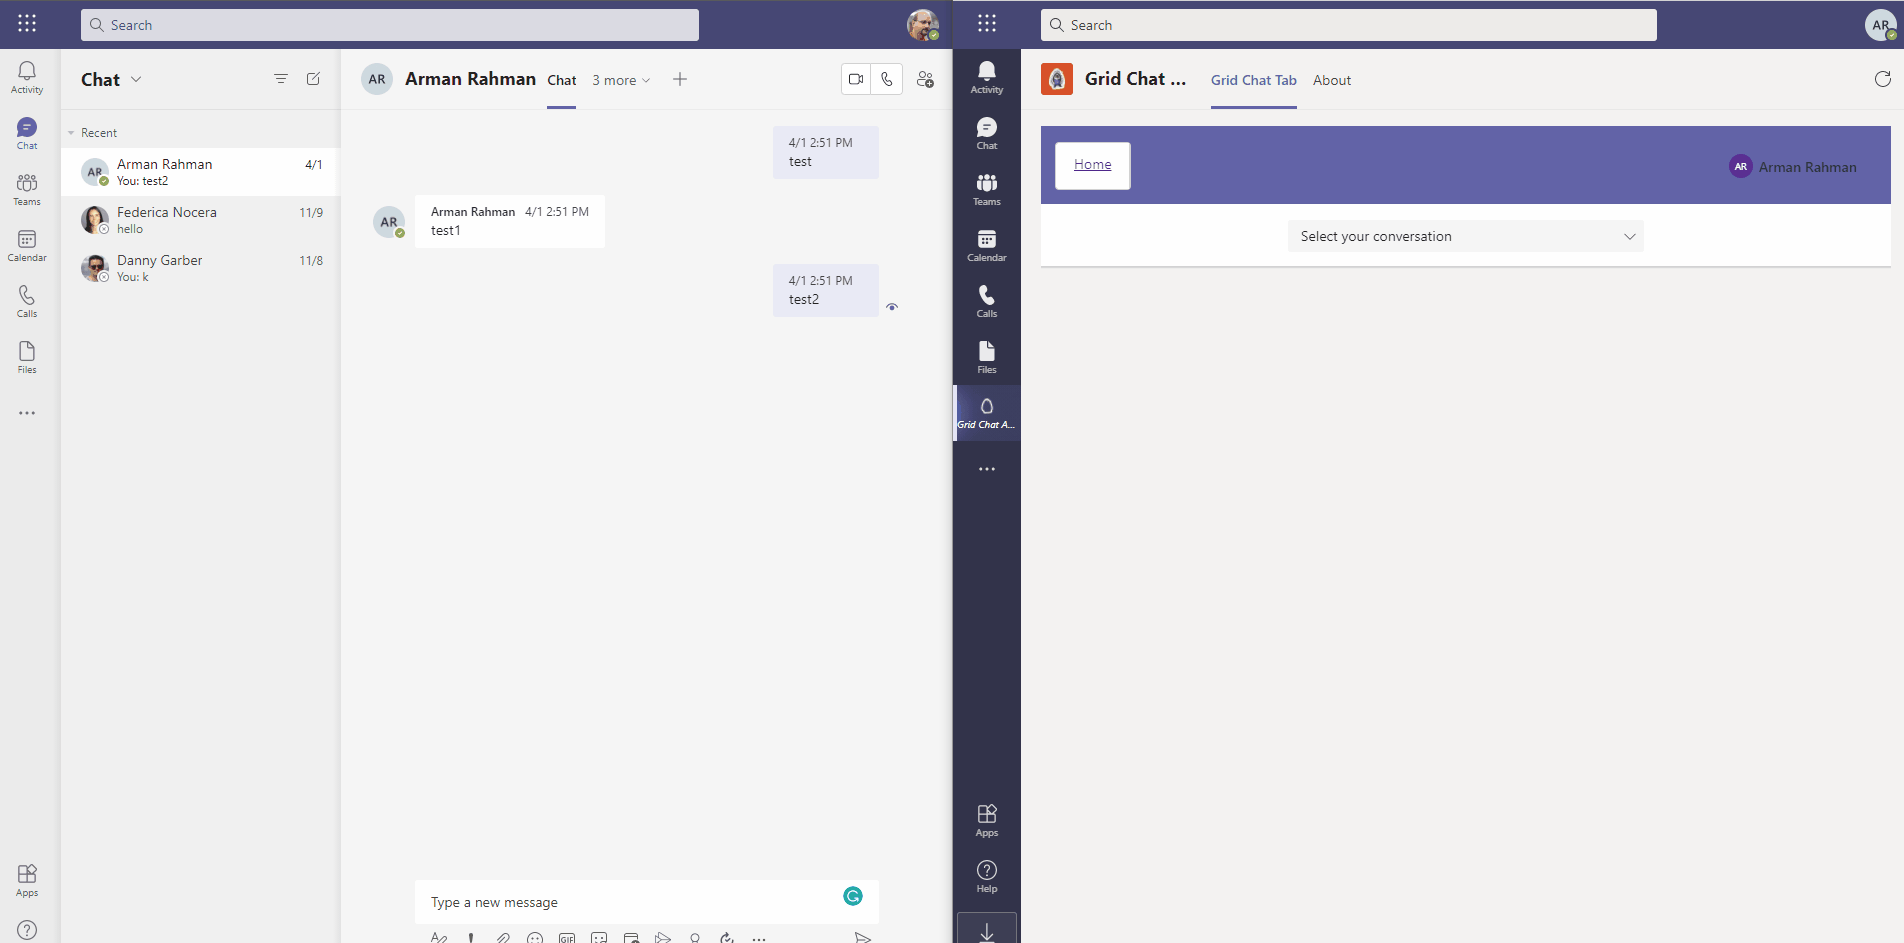 Search
Activity
Chat
Teams
Calendar
Calls
Files
Apps
Chat
Recent
AR
Arman Rahman 4/1
You: test2
Federica Nocera 11/9
hello
Danny Garber 11/8
You: k
AR Arman Rahman Chat 3 more
4/1 2:51 PM
test
AR
Arman Rahman 4/1 2:51 PM
test1
4/1 2:51 PM
test2
Type a new message
GIF
Search
AR
Activity
Chat
Teams
Calendar
Calls
Files
Grid Chat A...
Apps
Help
Grid Chat ... Grid Chat Tab About
Home
AR Arman Rahman
Select your conversation